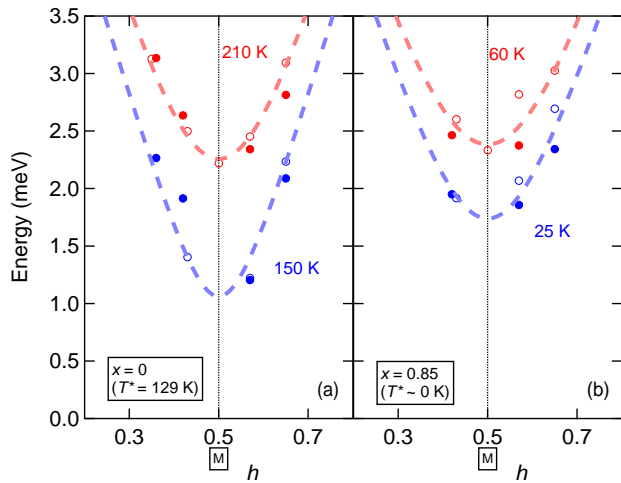 3.5
3.0
2.5
2.0
1.5
1.0
0.5
0.0
Energy (meV)
210 K
150 K
x = 0
(T* = 129 K)
(a)
0.3
0.5
0.7
M
h
60 K
25 K
x = 0.85
(T* ~ 0 K)
(b)
0.3
0.5
0.7
M
h